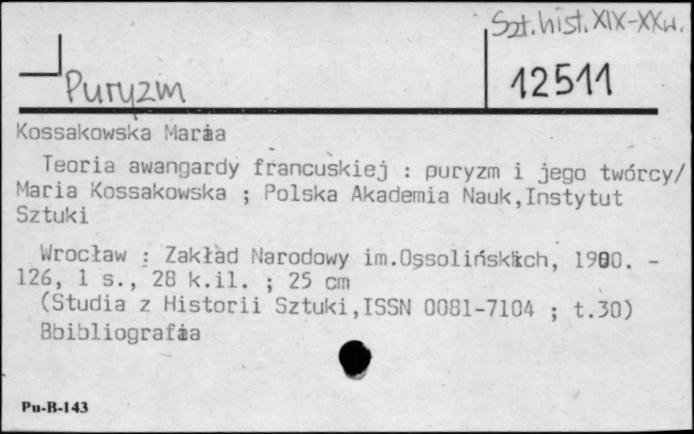 Szt. hist. XIX-XXw.
Puryzm
12511
Kossakowska Maria
Teoria awangardy francuskiej : puryzm i jego twórcy/
Maria Kossakowska ; Polska Akademia Nauk,Instytut
Sztuki
Wrocław : Zakład Narodowy im.Ossolińskich, 1980. -
126, 1 s., 28 k.il. ; 25 cm
(Studia z Historii Sztuki,ISSN 0081-7104 ; t.30)
Bbibliografia
Pu-B-143